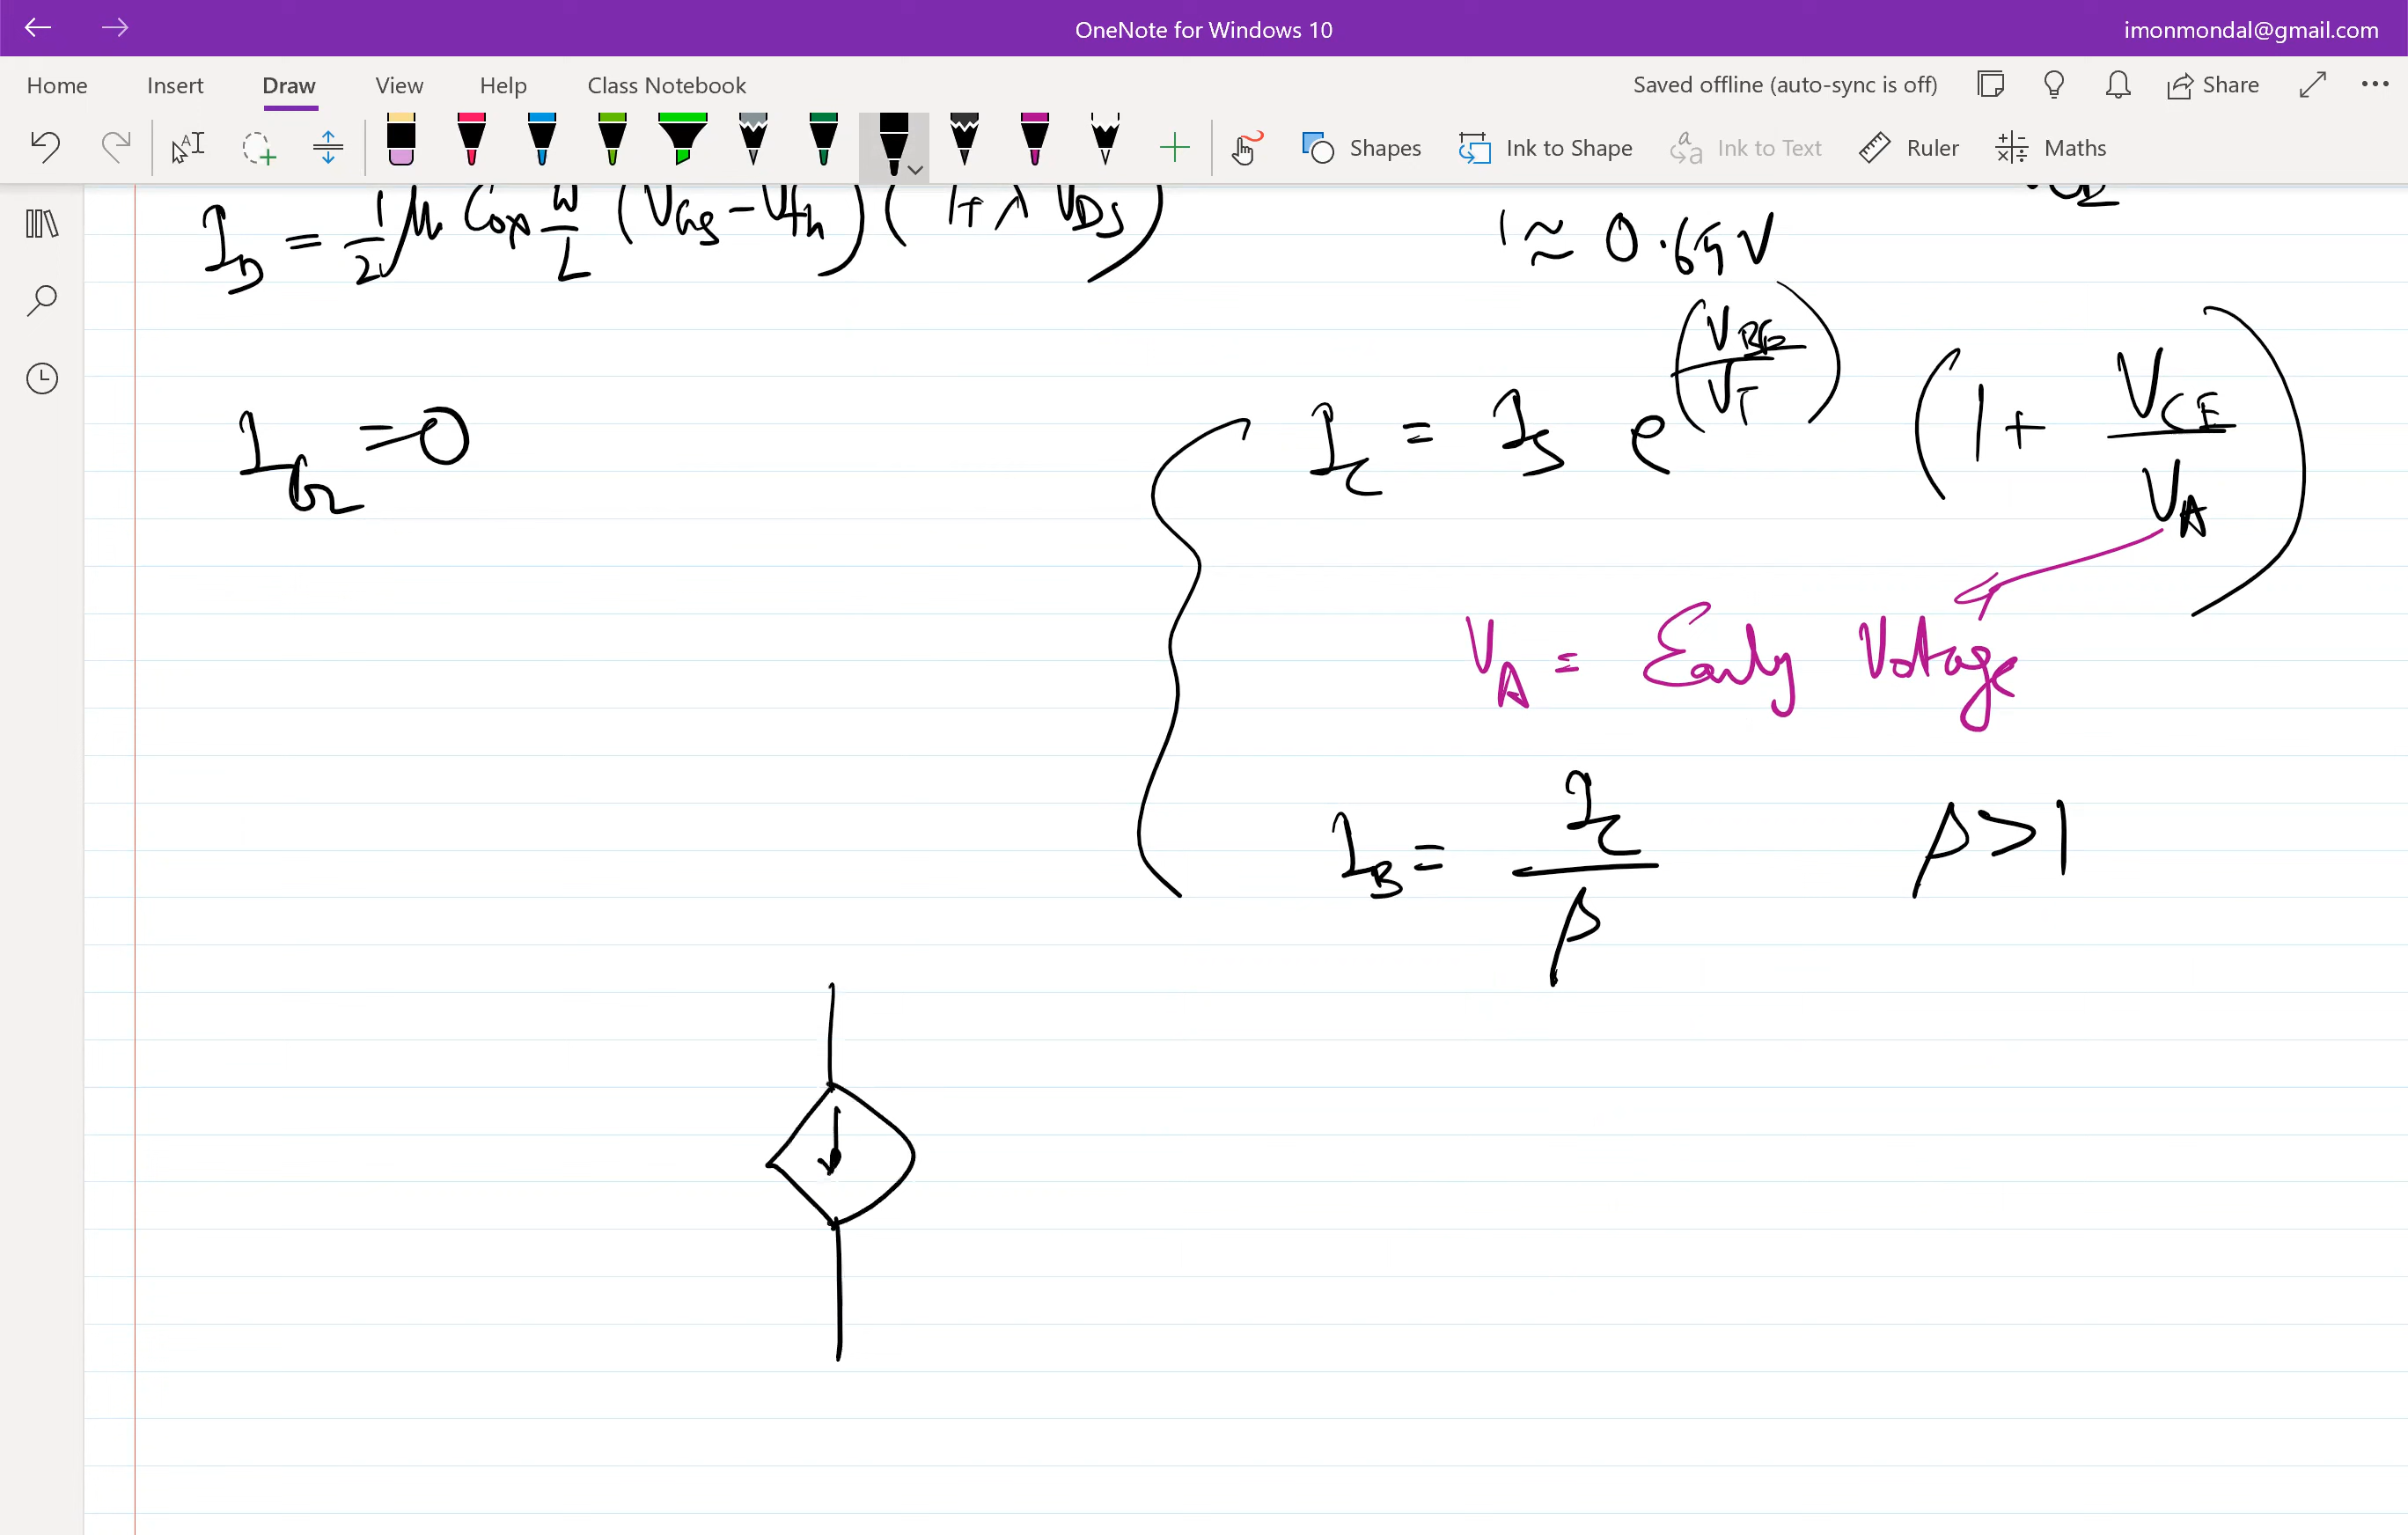 OneNote for Windows 10
imonmondal@gmail.com
Home Insert Draw View Help Class Notebook
Saved offline (auto-sync is off) Share
Shapes Ink to Shape Ink to Text Ruler Maths
I_D = 1/2 μ Cox W/L (V_GS - V_th) (1 + λ V_DS)
≈ 0.65 V
I_G = 0
I_C = I_S e^(V_BE/V_T) (1 + V_CE/V_A)
V_A = Early Voltage
I_B = I_C/β β > 1